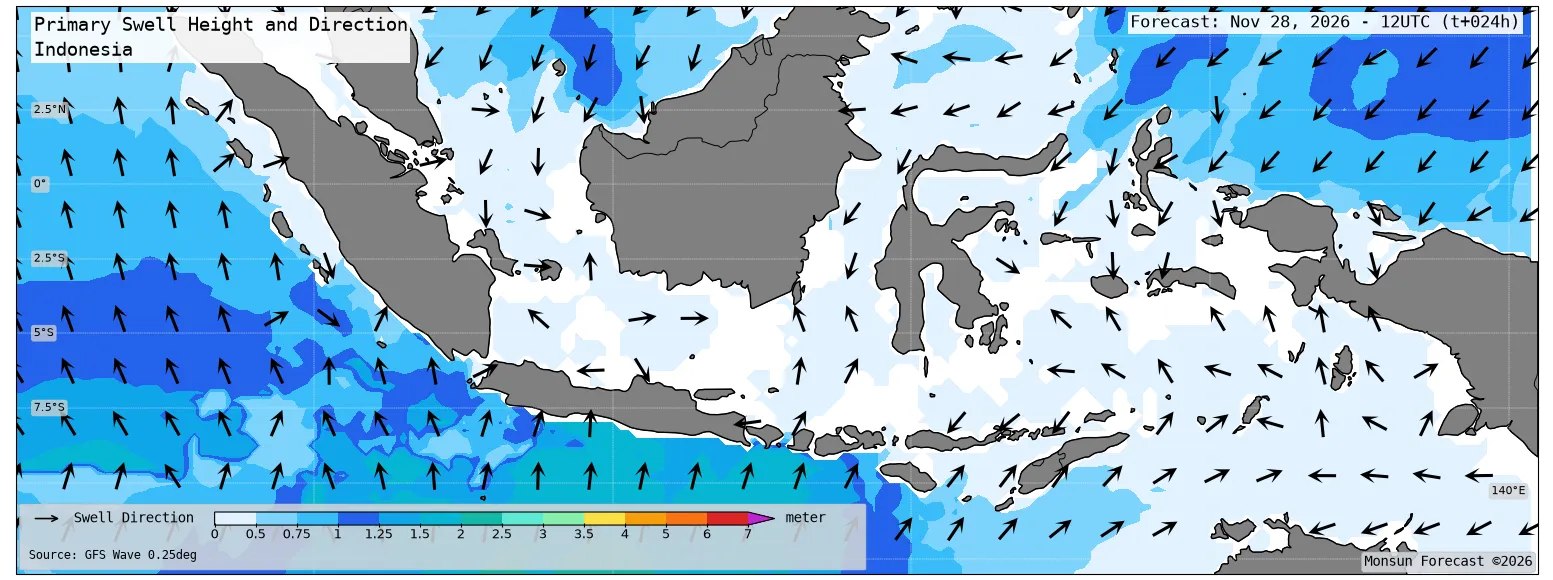 Primary Swell Height and Direction
Indonesia
Forecast: Nov 28, 2026 - 12UTC (t+024h)
2.5°N
0°
2.5°S
5°S
7.5°S
140°E
Swell Direction
0 0.5 0.75 1 1.25 1.5 2 2.5 3 3.5 4 5 6 7
meter
Source: GFS Wave 0.25deg
Monsun Forecast ©2026